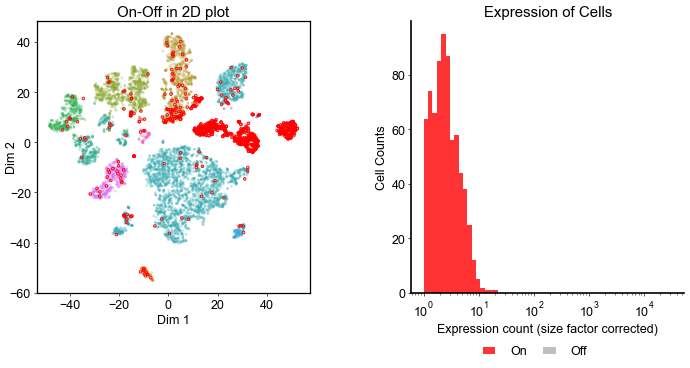 On-Off in 2D plot
Dim 2
40
20
0
−20
−40
−60
−40
−20
0
20
40
Dim 1
Expression of Cells
Cell Counts
80
60
40
20
0
10^0
10^1
10^2
10^3
10^4
Expression count (size factor corrected)
On
Off